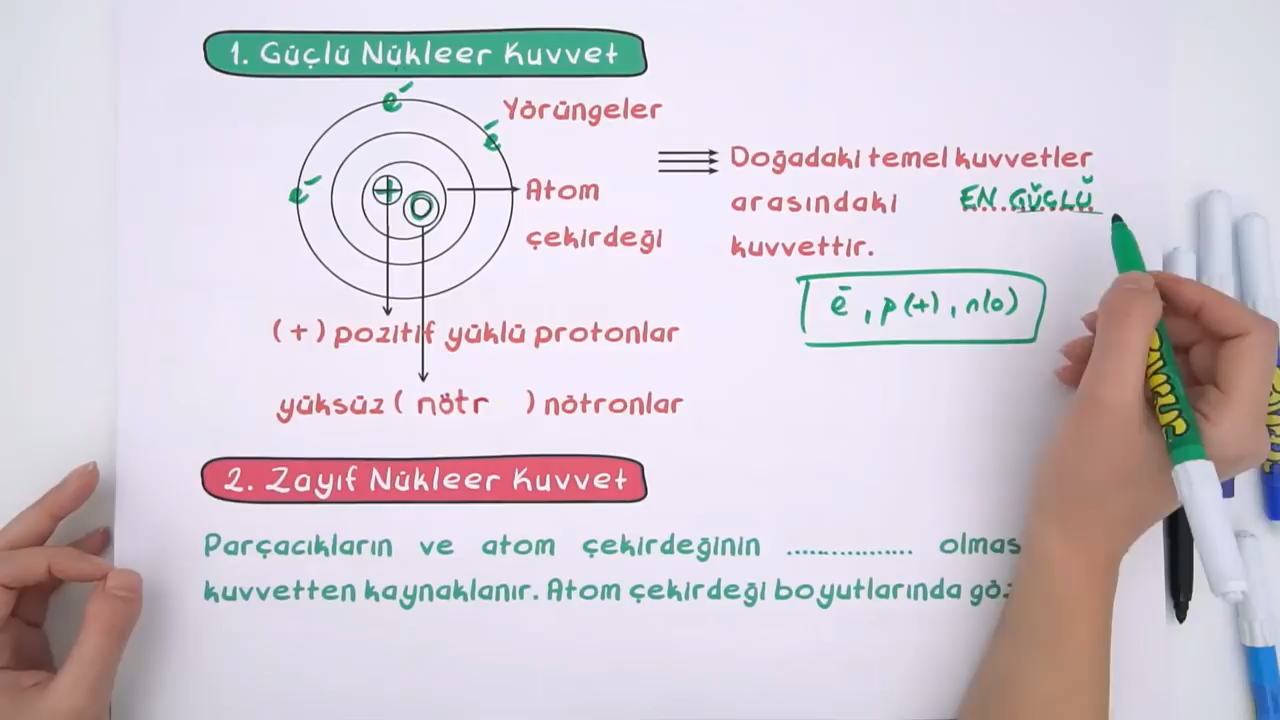 1. Güçlü Nükleer Kuvvet
e⁻
Yörüngeler
e⁻
e⁻
+
O
Atom
çekirdeği
Doğadaki temel kuvvetler
arasındaki EN GÜÇLÜ
kuvvettir.
e⁻, p(+), n(0)
(+) pozitif yüklü protonlar
yüksüz ( nötr ) nötronlar
2. Zayıf Nükleer Kuvvet
Parçacıkların ve atom çekirdeğinin ................ olmas
kuvvetten kaynaklanır. Atom çekirdeği boyutlarında